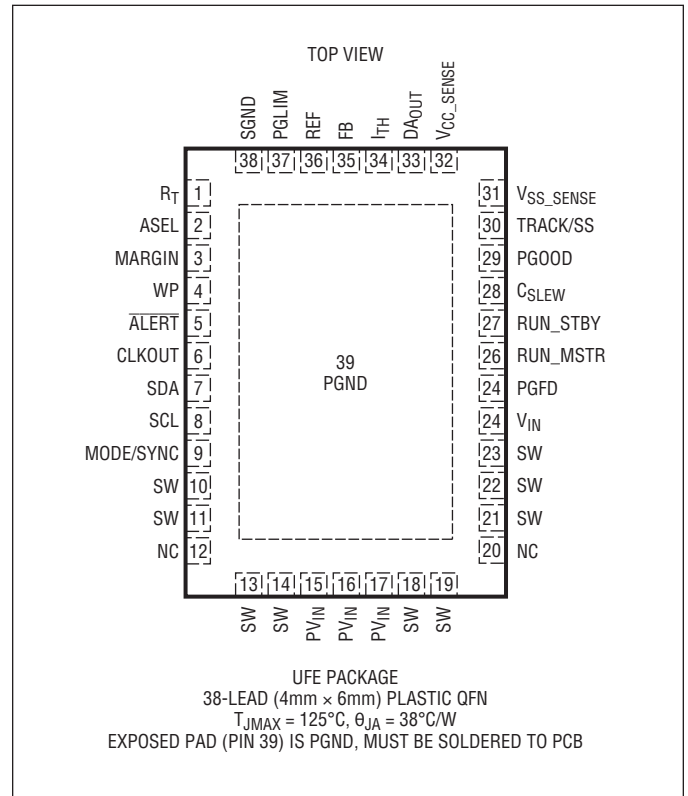 TOP VIEW
SGND
PGLIM
REF
FB
ITH
DAOUT
VCC_SENSE
38 37 36 35 34 33 32
RT 1
ASEL 2
MARGIN 3
WP 4
ALERT 5
CLKOUT 6
SDA 7
SCL 8
MODE/SYNC 9
SW 10
SW 11
NC 12
31 VSS_SENSE
30 TRACK/SS
29 PGOOD
28 CSLEW
27 RUN_STBY
26 RUN_MSTR
24 PGFD
24 VIN
23 SW
22 SW
21 SW
20 NC
39
PGND
13 14 15 16 17 18 19
SW
SW
PVIN
PVIN
PVIN
SW
SW
UFE PACKAGE
38-LEAD (4mm × 6mm) PLASTIC QFN
TJMAX = 125°C, θJA = 38°C/W
EXPOSED PAD (PIN 39) IS PGND, MUST BE SOLDERED TO PCB